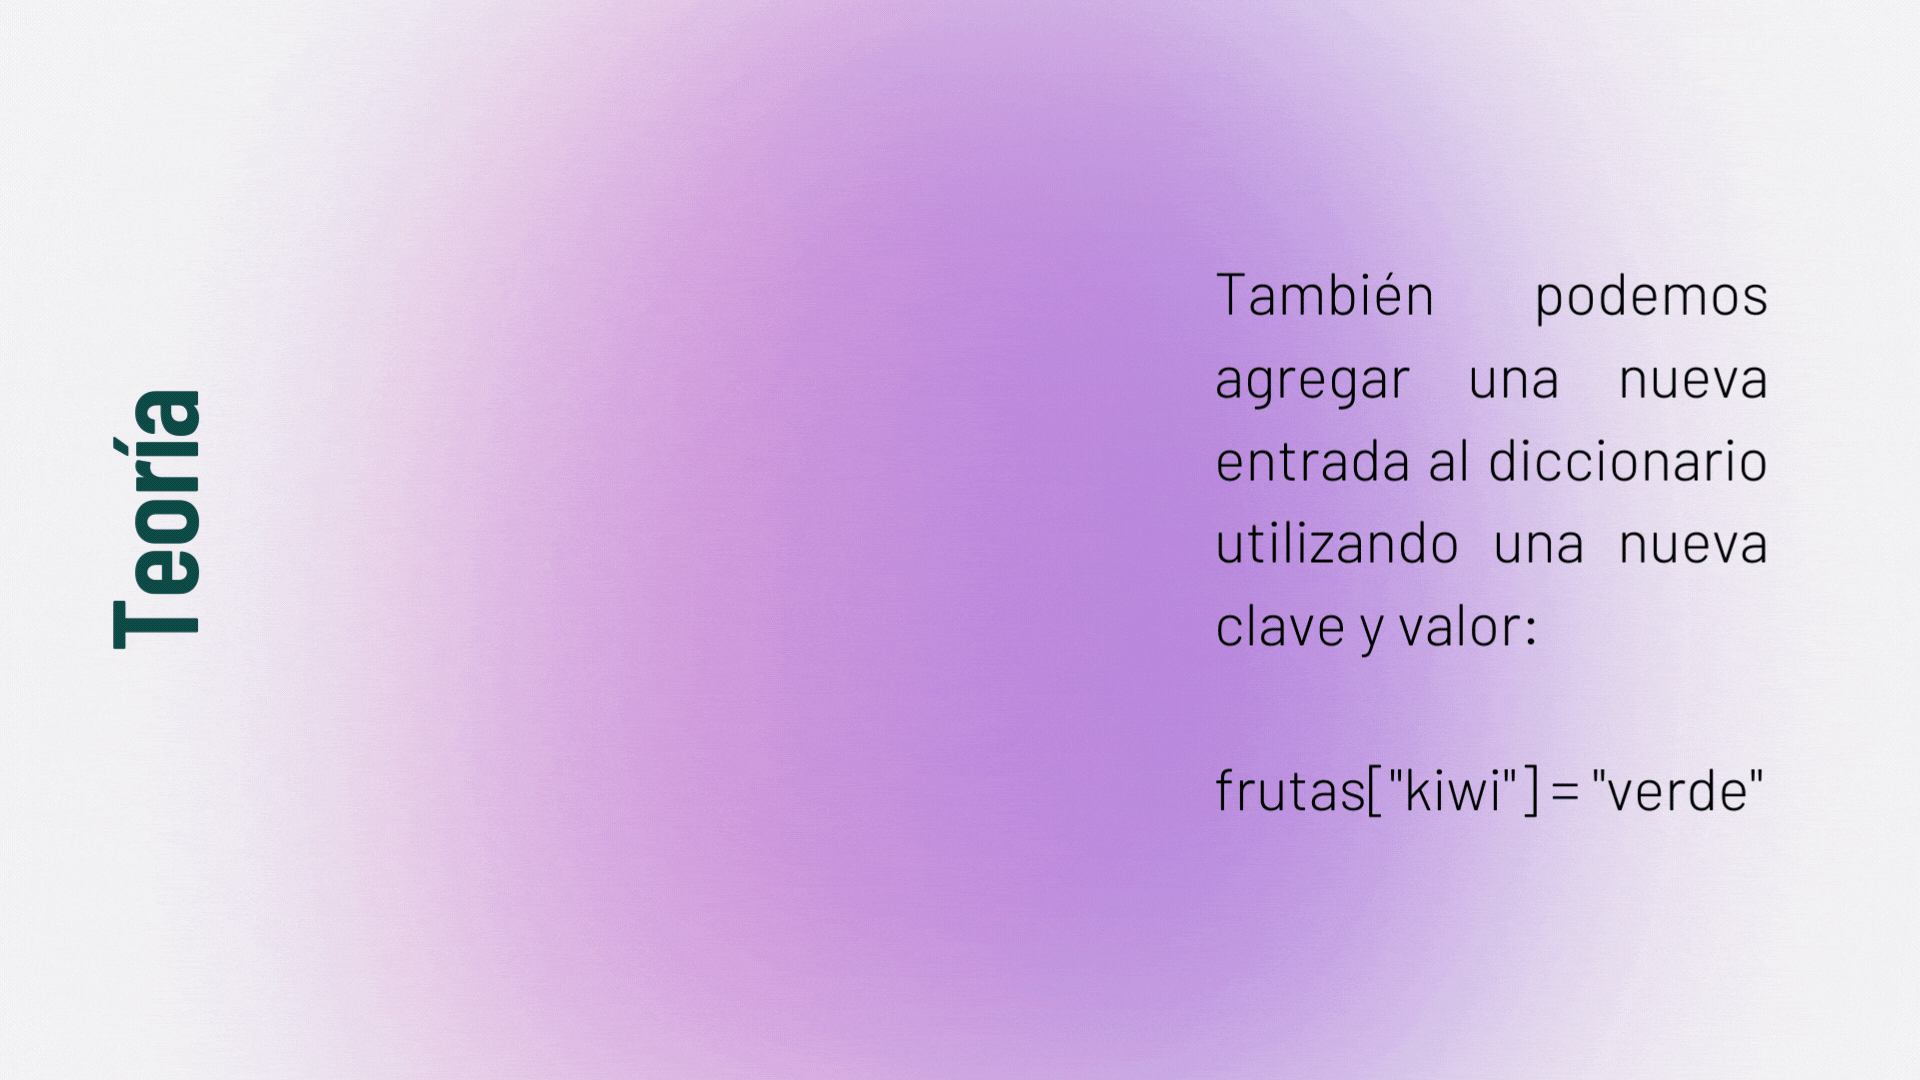 Teoría
También podemos
agregar una nueva
entrada al diccionario
utilizando una nueva
clave y valor:
frutas["kiwi"] = "verde"